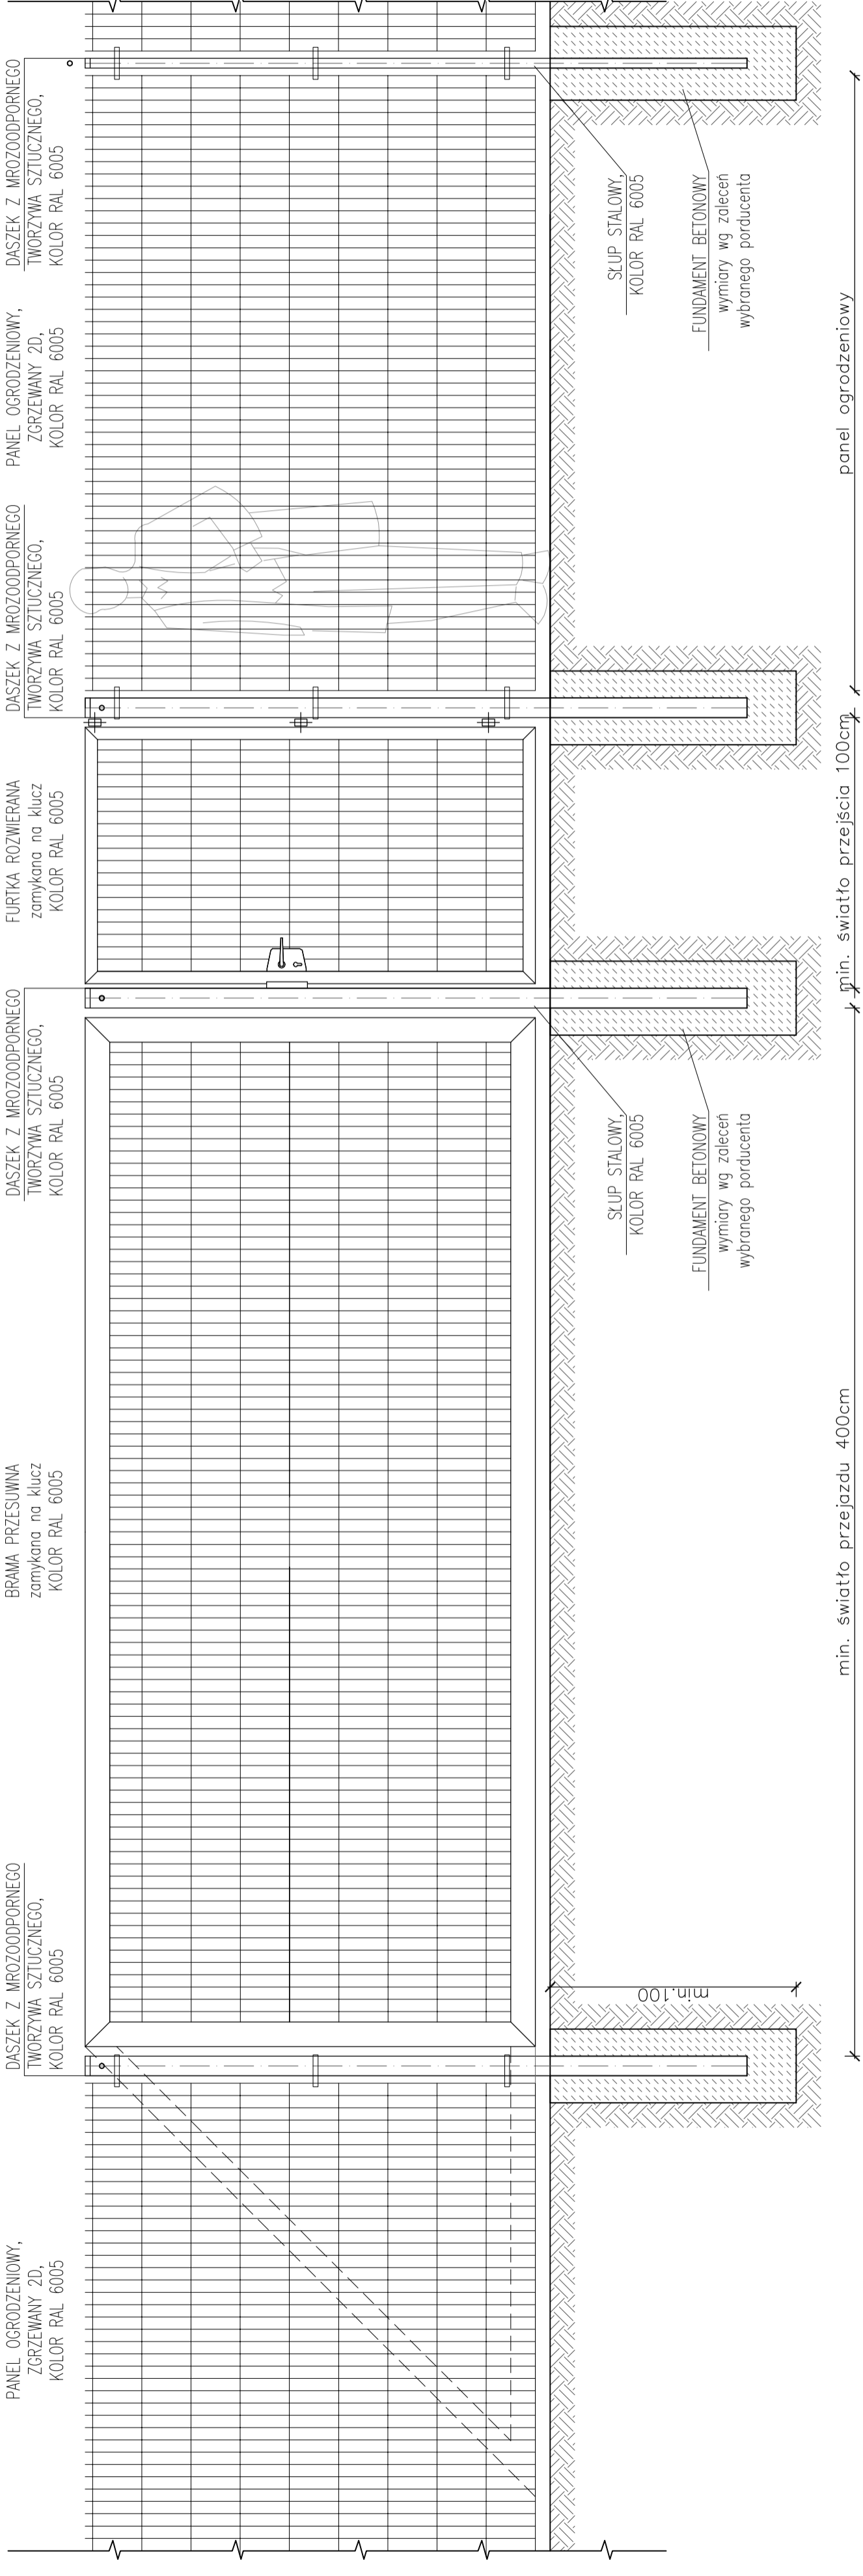 PANEL OGRODZENIOWY,
ZGRZEWANY 2D,
KOLOR RAL 6005
DASZEK Z MROZOODPORNEGO
TWORZYWA SZTUCZNEGO,
KOLOR RAL 6005
BRAMA PRZESUWNA
zamykana na klucz
KOLOR RAL 6005
DASZEK Z MROZOODPORNEGO
TWORZYWA SZTUCZNEGO,
KOLOR RAL 6005
FURTKA ROZWIERANA
zamykana na klucz
KOLOR RAL 6005
DASZEK Z MROZOODPORNEGO
TWORZYWA SZTUCZNEGO,
KOLOR RAL 6005
PANEL OGRODZENIOWY,
ZGRZEWANY 2D,
KOLOR RAL 6005
DASZEK Z MROZOODPORNEGO
TWORZYWA SZTUCZNEGO,
KOLOR RAL 6005
min.100
SŁUP STALOWY,
KOLOR RAL 6005
FUNDAMENT BETONOWY
wymiary wg zaleceń
wybranego porducenta
SŁUP STALOWY,
KOLOR RAL 6005
FUNDAMENT BETONOWY
wymiary wg zaleceń
wybranego porducenta
min. światło przejazdu 400cm
min. światło przejścia 100cm
panel ogrodzeniowy